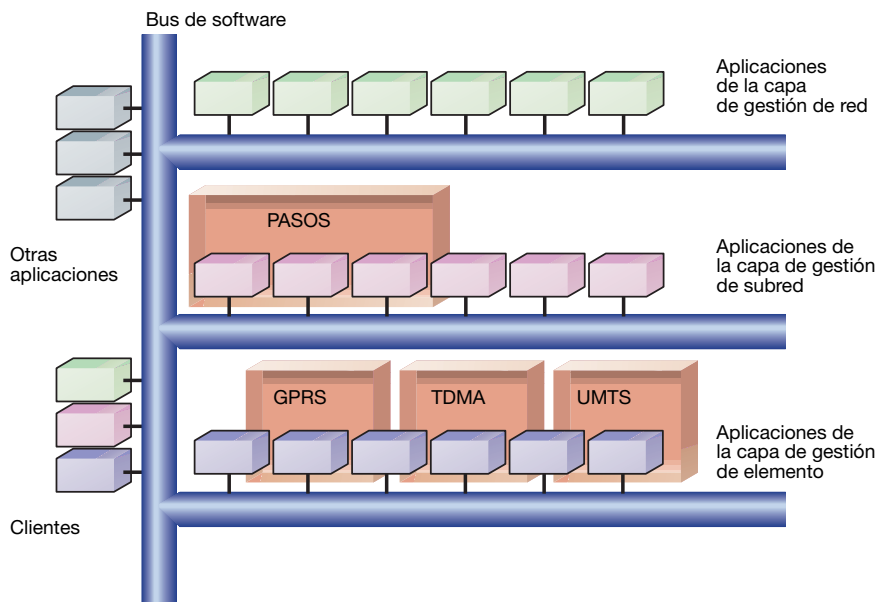 Bus de software
Aplicaciones
de la capa
de gestión de red
PASOS
Otras
aplicaciones
Aplicaciones de
la capa de gestión
de subred
GPRS
TDMA
UMTS
Aplicaciones de
la capa de gestión
de elemento
Clientes